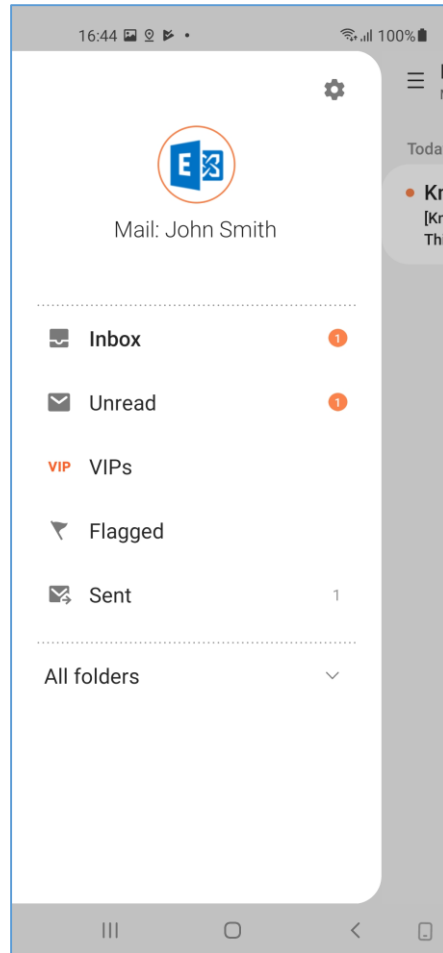 16:44
100%
Mail: John Smith
Inbox 1
Unread 1
VIP VIPs
Flagged
Sent 1
All folders
Toda
Kr
[Kr
Thi
E